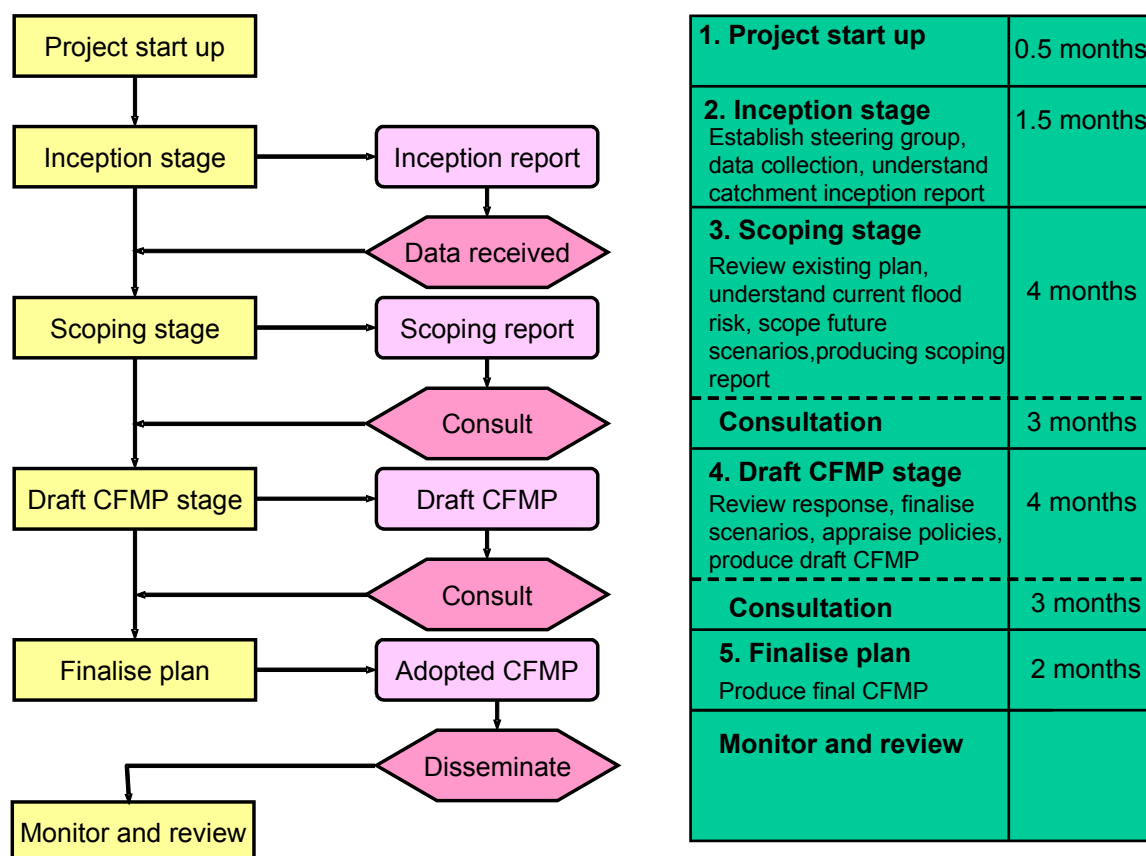 Project start up
Inception stage
Inception report
Data received
Scoping stage
Scoping report
Consult
Draft CFMP stage
Draft CFMP
Consult
Finalise plan
Adopted CFMP
Disseminate
Monitor and review
1. Project start up
0.5 months
2. Inception stage
1.5 months
Establish steering group,
data collection, understand
catchment inception report
3. Scoping stage
Review existing plan,
understand current flood
risk, scope future
scenarios,producing scoping
report
4 months
Consultation
3 months
4. Draft CFMP stage
Review response, finalise
scenarios, appraise policies,
produce draft CFMP
4 months
Consultation
3 months
5. Finalise plan
Produce final CFMP
2 months
Monitor and review